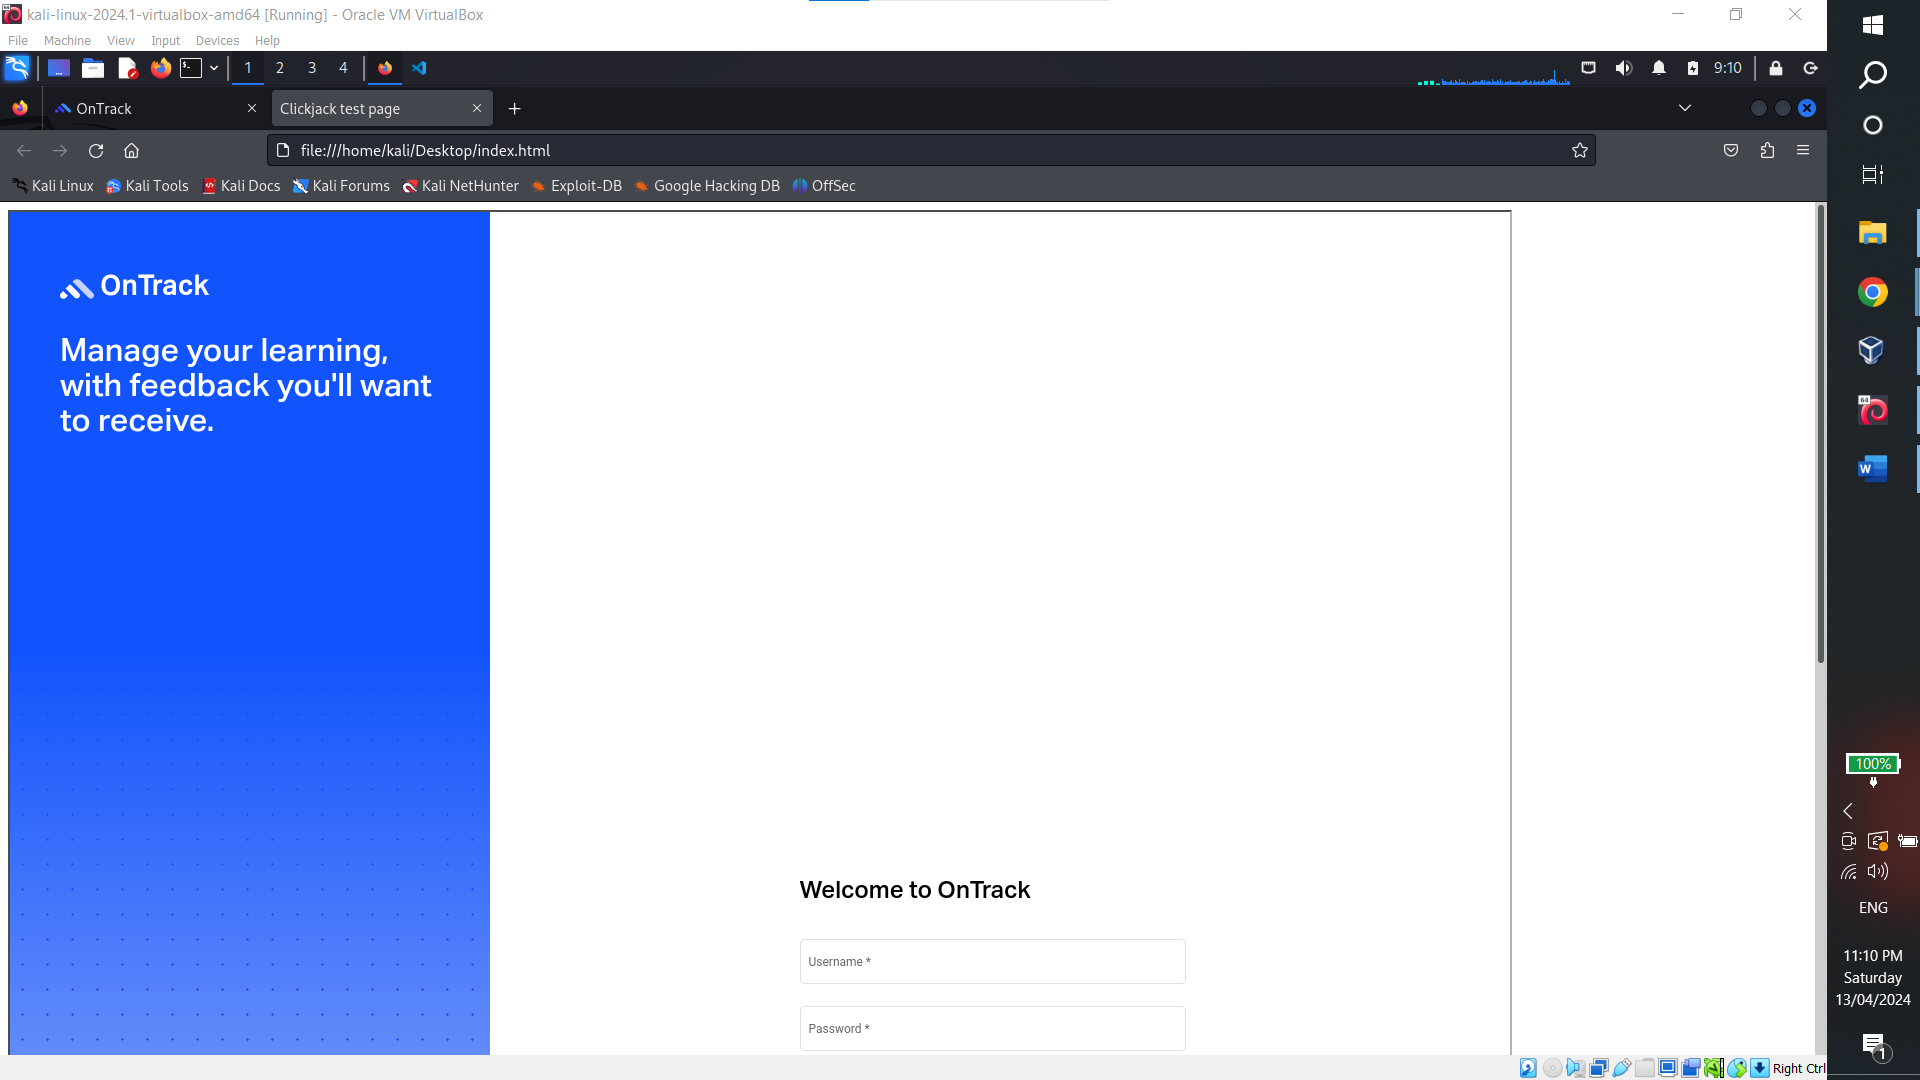 kali-linux-2024.1-virtualbox-amd64 [Running] - Oracle VM VirtualBox
File Machine View Input Devices Help
1 2 3 4 9:10
OnTrack Clickjack test page
file:///home/kali/Desktop/index.html
Kali Linux Kali Tools Kali Docs Kali Forums Kali NetHunter Exploit-DB Google Hacking DB OffSec
OnTrack
Manage your learning,
with feedback you'll want
to receive.
Welcome to OnTrack
Username *
Password *
Right Ctrl
64
W
100%
ENG
11:10 PM
Saturday
13/04/2024
1